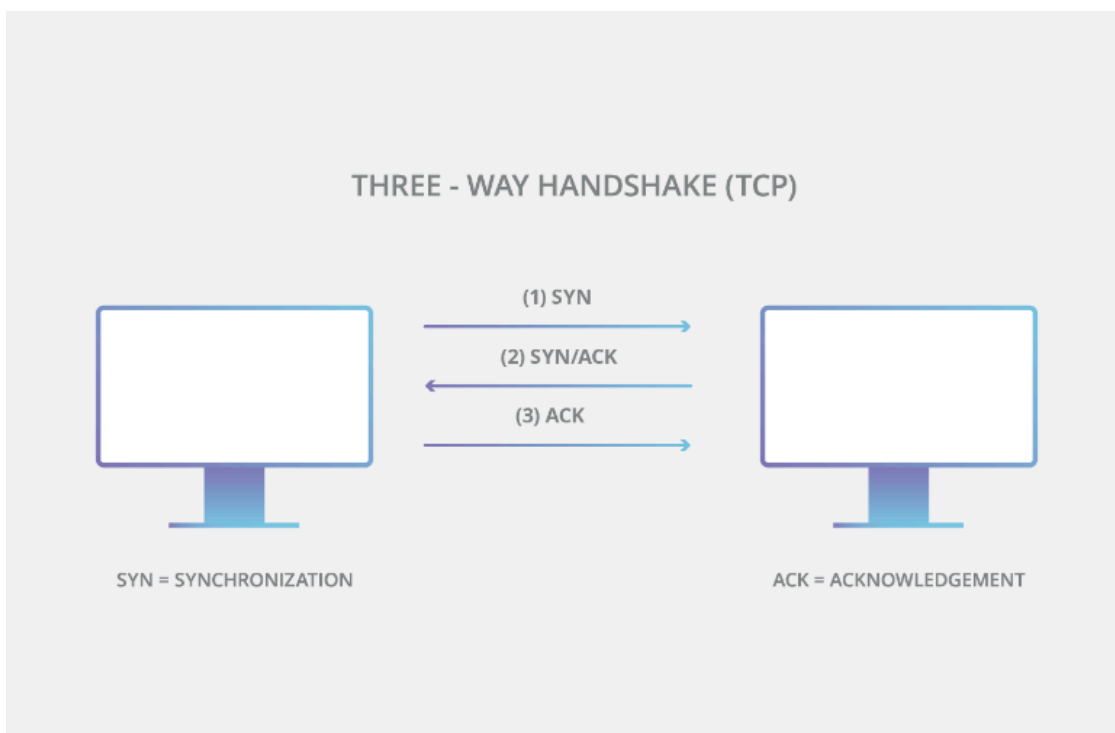 THREE - WAY HANDSHAKE (TCP)
(1) SYN
(2) SYN/ACK
(3) ACK
SYN = SYNCHRONIZATION
ACK = ACKNOWLEDGEMENT